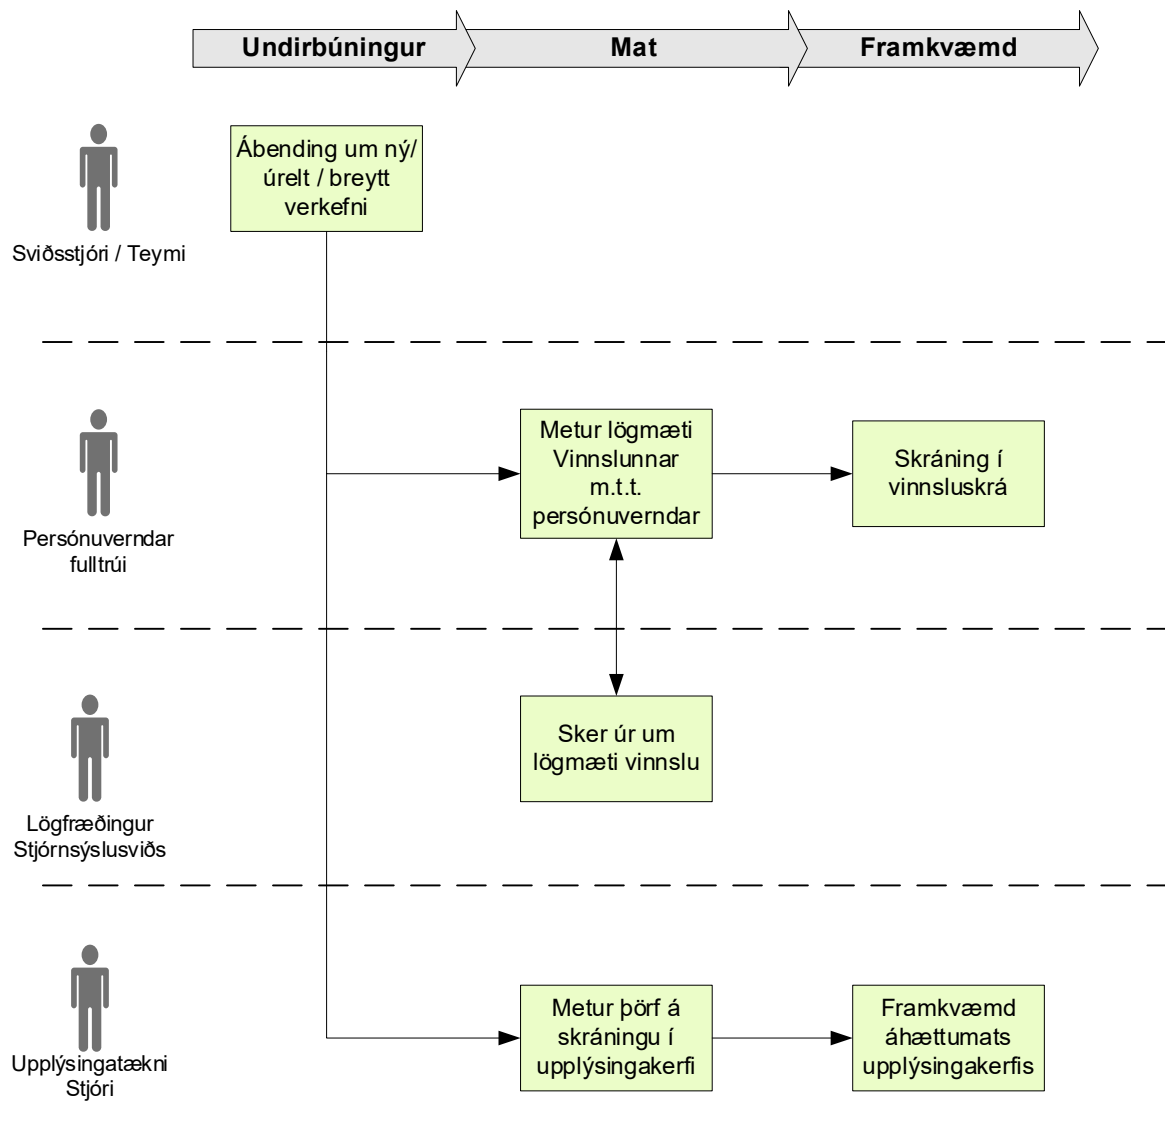 Undirbúningur
Mat
Framkvæmd
Ábending um ný/
úrelt / breytt
verkefni
Sviðsstjóri / Teymi
Metur lögmæti
Vinnslunnar
m.t.t.
persónuverndar
Skráning í
vinnsluskrá
Persónuverndar
fulltrúi
Sker úr um
lögmæti vinnslu
Lögfræðingur
Stjórnsýslusviðs
Metur þörf á
skráningu í
upplýsingakerfi
Framkvæmd
áhættumats
upplýsingakerfis
Upplýsingatækni
Stjóri